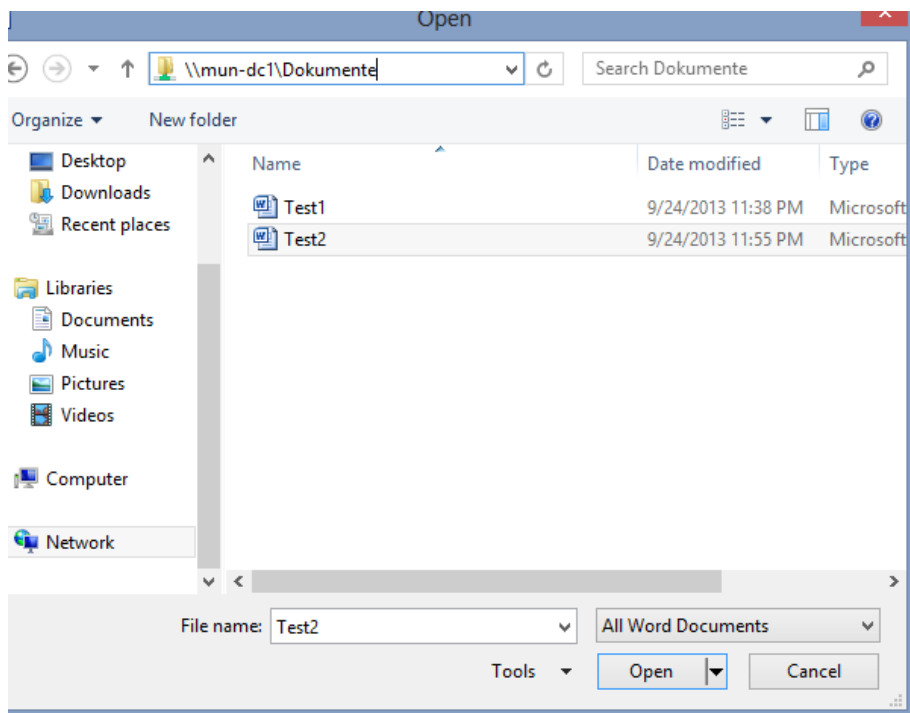 Open
\\mun-dc1\Dokumente
Search Dokumente
Organize
New folder
Desktop
Downloads
Recent places
Libraries
Documents
Music
Pictures
Videos
Computer
Network
Name Date modified Type
Test1 9/24/2013 11:38 PM Microsoft
Test2 9/24/2013 11:55 PM Microsoft
File name: Test2
All Word Documents
Tools
Open
Cancel